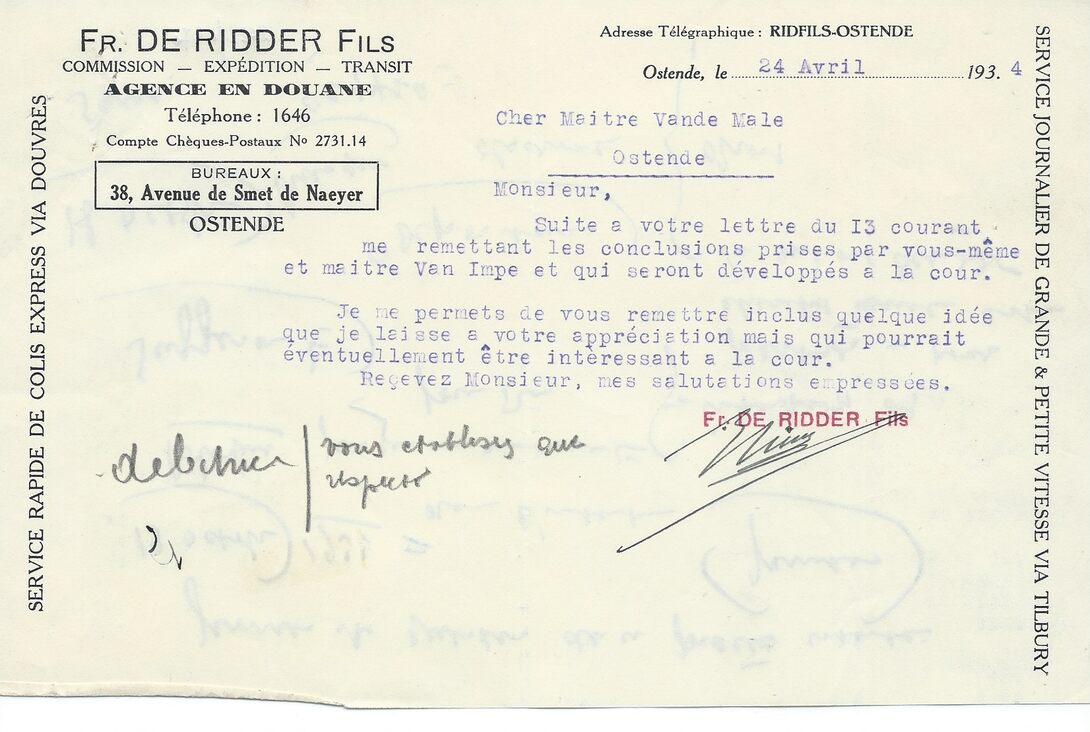 FR. DE RIDDER FILS
COMMISSION — EXPÉDITION — TRANSIT
AGENCE EN DOUANE
Téléphone : 1646
Compte Chèques-Postaux No 2731.14
BUREAUX :
38, Avenue de Smet de Naeyer
OSTENDE
SERVICE RAPIDE DE COLIS EXPRESS VIA DOUVRES
Adresse Télégraphique : RIDFILS-OSTENDE
Ostende, le 24 Avril 193. 4
SERVICE JOURNALIER DE GRANDE & PETITE VITESSE VIA TILBURY
Cher Maitre Vande Male
Ostende
Monsieur,
Suite a votre lettre du I3 courant
me remettant les conclusions prises par vous-même
et maitre Van Impe et qui seront développés a la cour.
Je me permets de vous remettre inclus quelque idée
que je laisse a votre appréciation mais qui pourrait
éventuellement être intèressant a la cour.
Reçevez Monsieur, mes salutations empressées.
Fr. DE RIDDER Fils
vous que